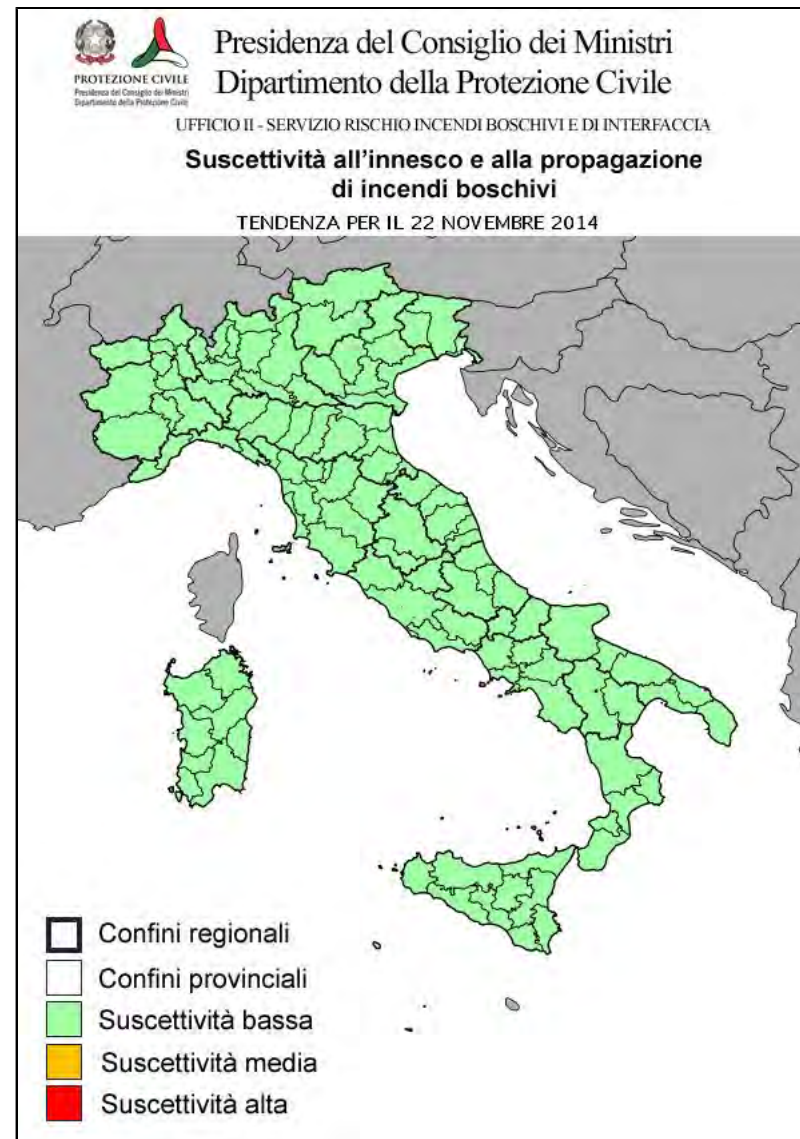 PROTEZIONE CIVILE
Presidenza del Consiglio dei Ministri
Dipartimento della Protezione Civile
Presidenza del Consiglio dei Ministri
Dipartimento della Protezione Civile
UFFICIO II - SERVIZIO RISCHIO INCENDI BOSCHIVI E DI INTERFACCIA
Suscettività all'innesco e alla propagazione
di incendi boschivi
TENDENZA PER IL 22 NOVEMBRE 2014
Confini regionali
Confini provinciali
Suscettività bassa
Suscettività media
Suscettività alta